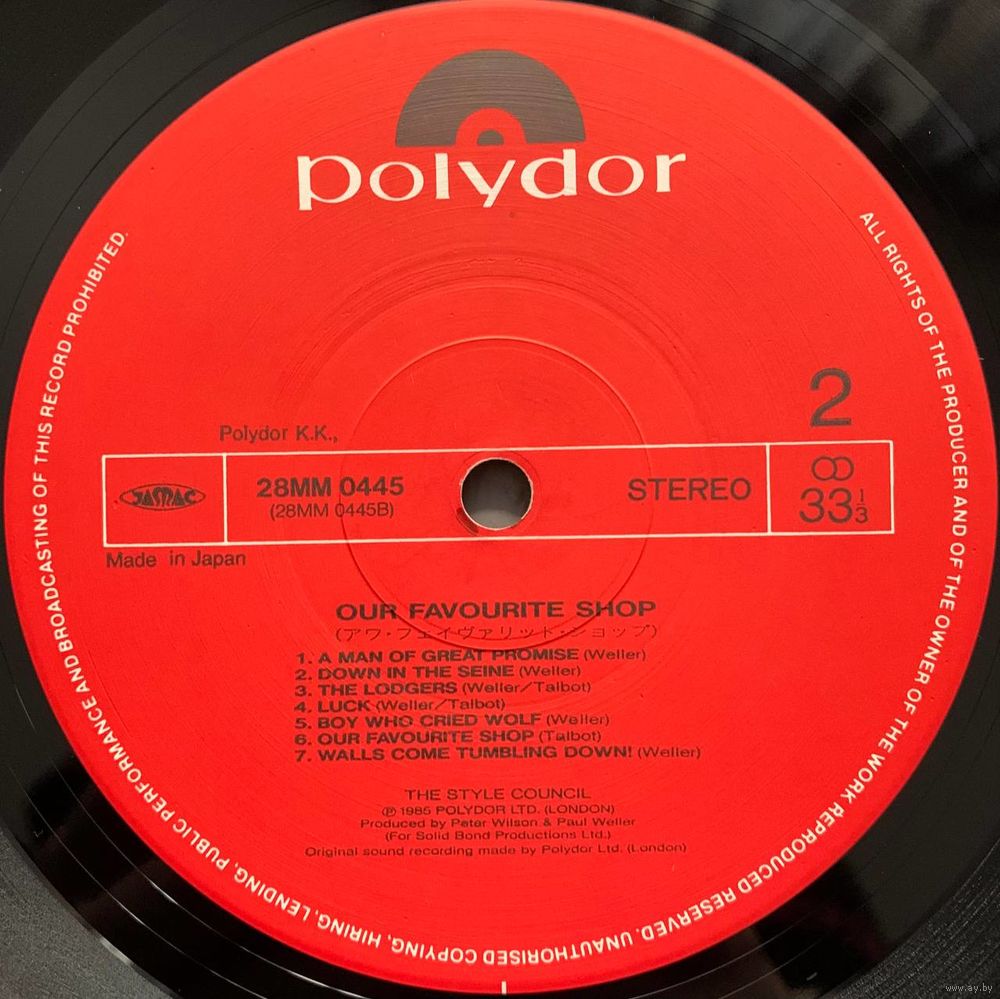 polydor
ALL RIGHTS OF THE PRODUCER AND OF THE OWNER OF THE WORK REPRODUCED RESERVED. UNAUTHORISED COPYING, HIRING, LENDING, PUBLIC PERFORMANCE AND BROADCASTING OF THIS RECORD PROHIBITED.
2
Polydor K.K.,
JASRAC
28MM 0445
(28MM 0445B)
STEREO
33 1/3
Made in Japan
OUR FAVOURITE SHOP
(アワ・フェイヴァリット・ショップ)
1. A MAN OF GREAT PROMISE (Weller)
2. DOWN IN THE SEINE (Weller)
3. THE LODGERS (Weller/Talbot)
4. LUCK (Weller/Talbot)
5. BOY WHO CRIED WOLF (Weller)
6. OUR FAVOURITE SHOP (Talbot)
7. WALLS COME TUMBLING DOWN! (Weller)
THE STYLE COUNCIL
℗ 1985 POLYDOR LTD. (LONDON)
Produced by Peter Wilson & Paul Weller
(For Solid Bond Productions Ltd.)
Original sound recording made by Polydor Ltd. (London)
www.ay.by